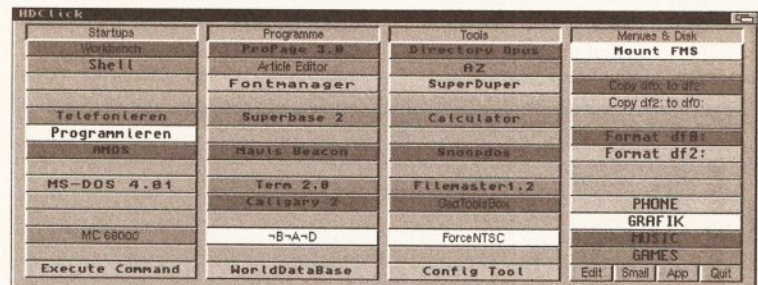 HDClick
Startups
Workbench
Shell
Telefonieren
Programmieren
AMOS
MS-DOS 4.01
MC 68000
Execute Command
Programme
ProPage 3.0
Article Editor
Fontmanager
Superbase 2
Mavis Beacon
Term 2.0
Caligary 2
¬B¬A¬D
WorldDataBase
Tools
Directory Opus
AZ
SuperDuper
Calculator
Snoopdos
Filemaster1.2
GadToolsBox
ForceNTSC
Config Tool
Menues & Disk
Mount FMS
Copy df0: to df2:
Copy df2: to df0:
Format df0:
Format df2:
PHONE
GRAFIK
MUSIC
GAMES
Edit Small App Quit